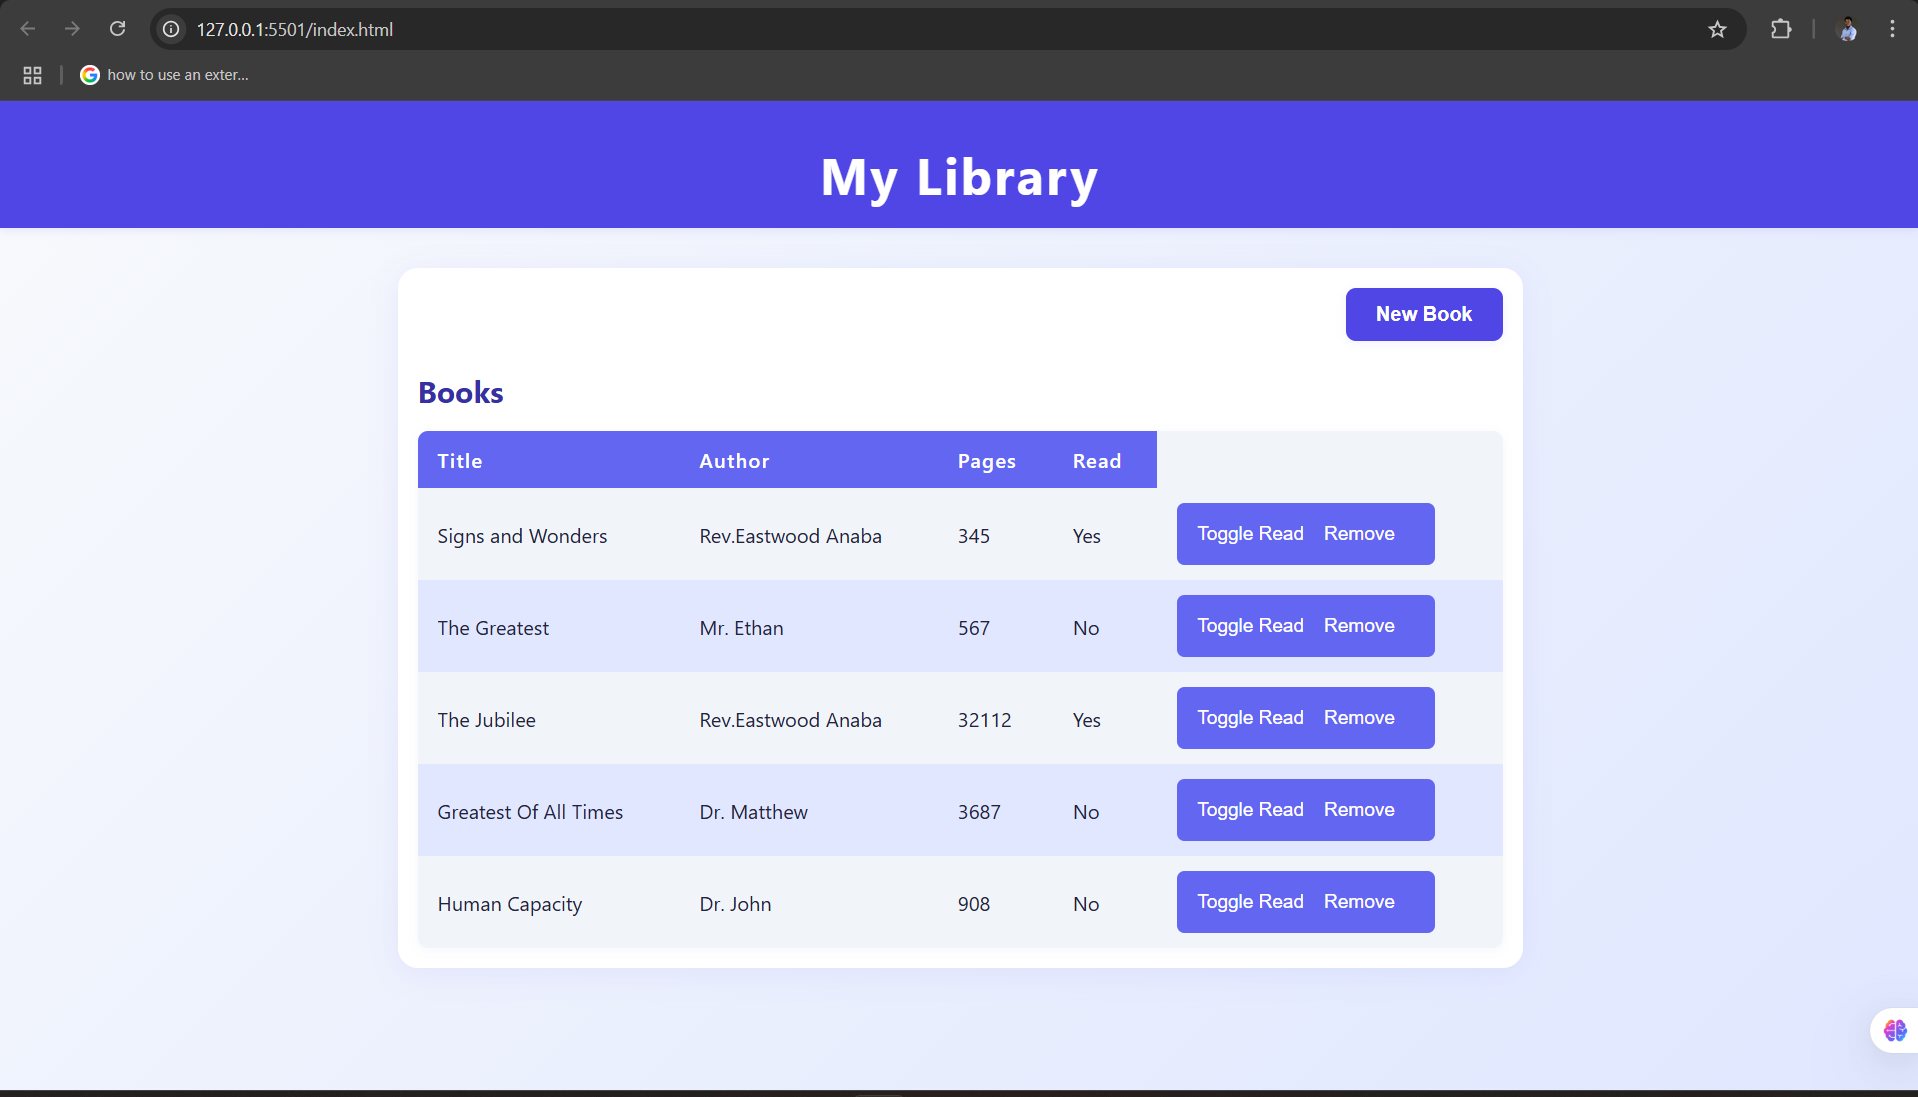 127.0.0.1:5501/index.html
how to use an exter...
My Library
New Book
Books
Title Author Pages Read
Signs and Wonders Rev.Eastwood Anaba 345 Yes Toggle Read Remove
The Greatest Mr. Ethan 567 No Toggle Read Remove
The Jubilee Rev.Eastwood Anaba 32112 Yes Toggle Read Remove
Greatest Of All Times Dr. Matthew 3687 No Toggle Read Remove
Human Capacity Dr. John 908 No Toggle Read Remove